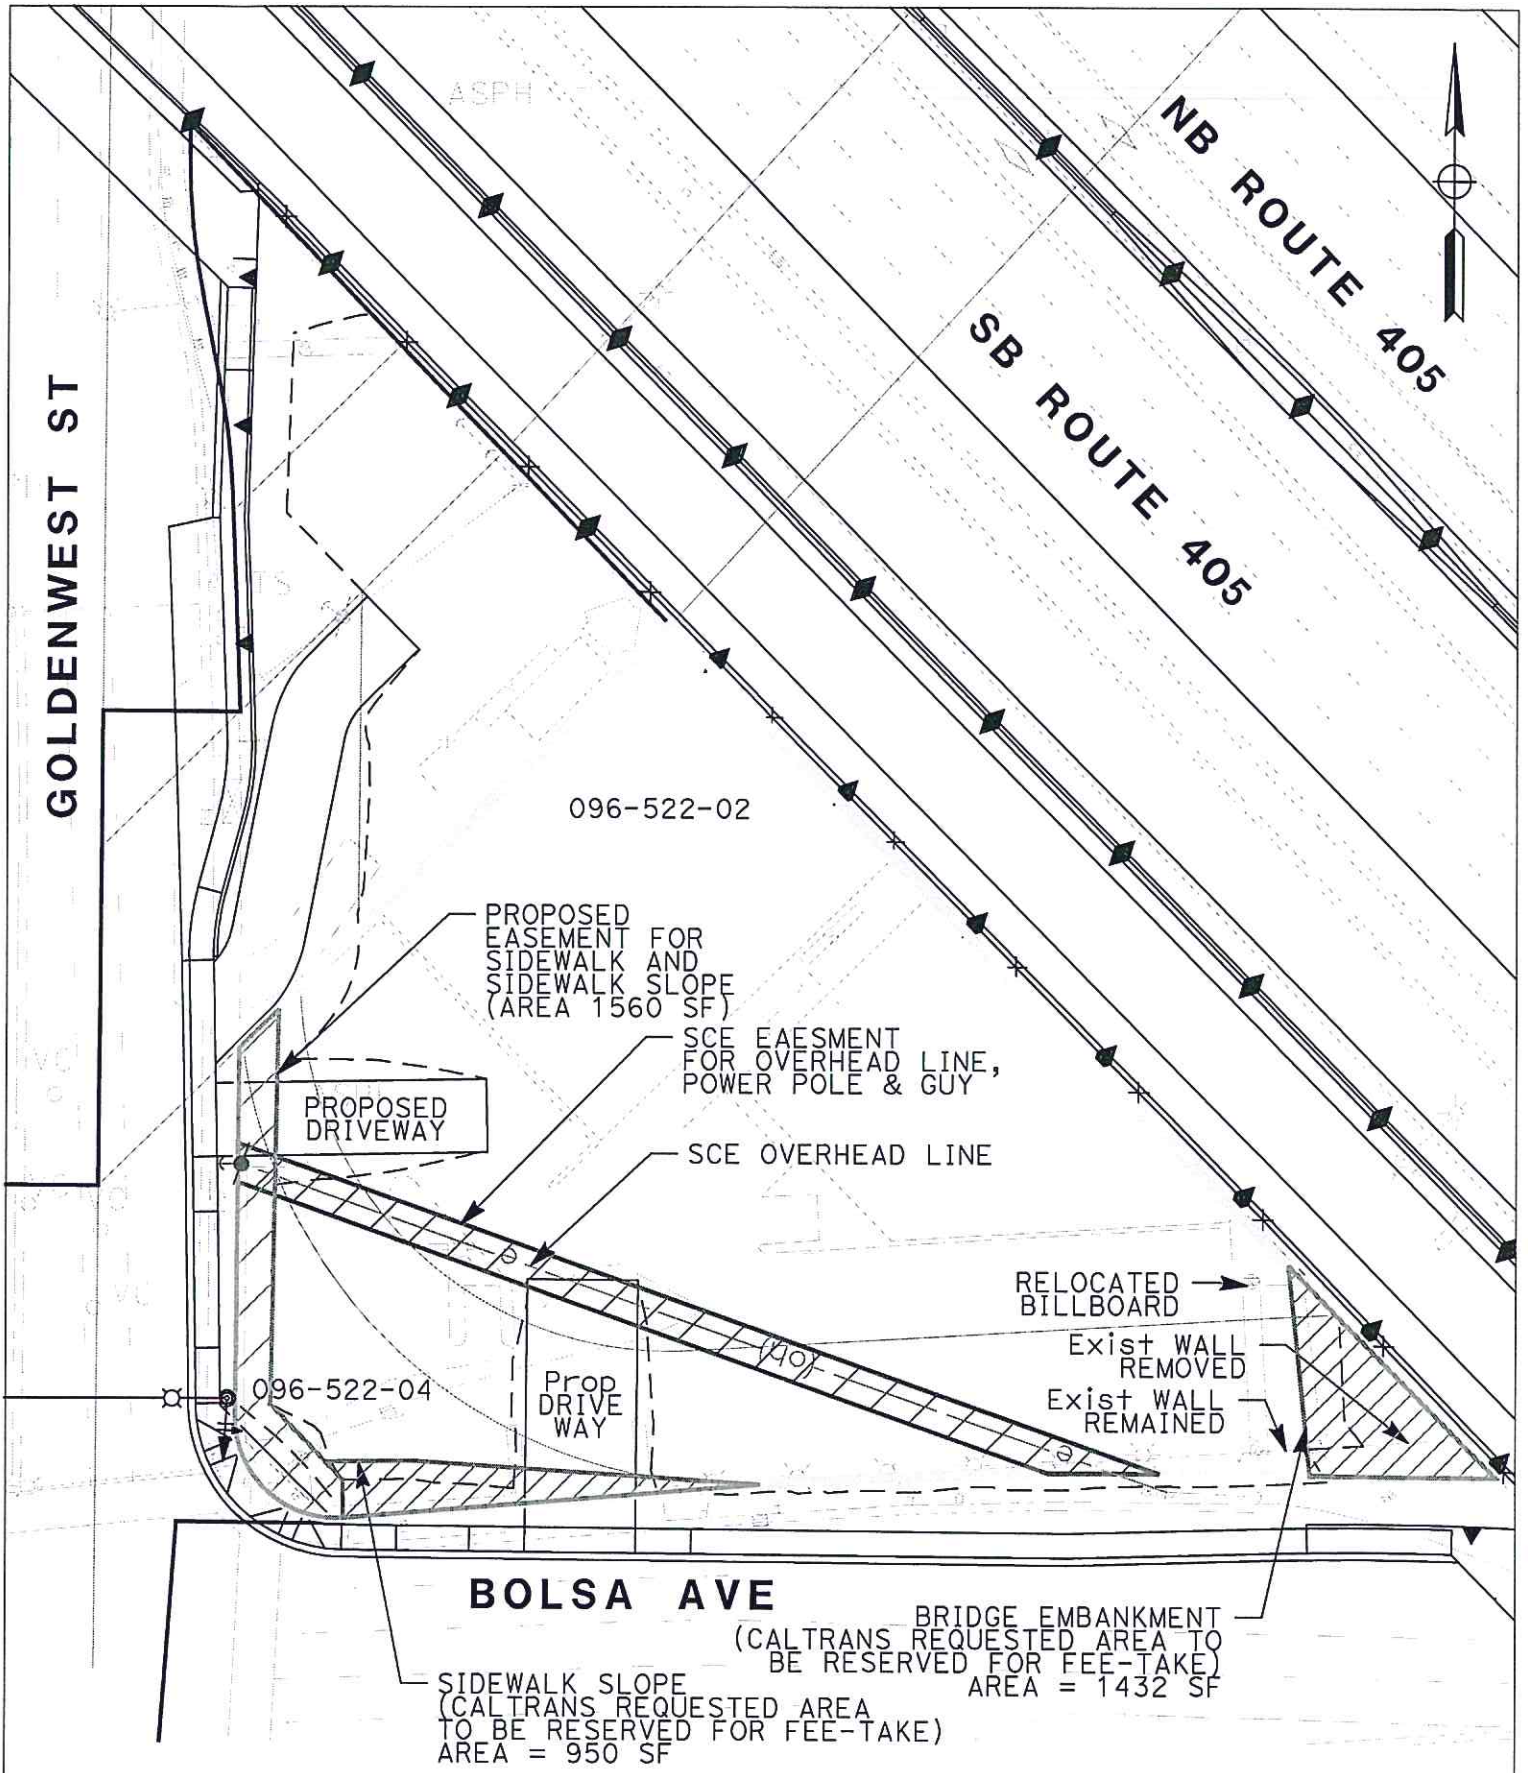 ASPH
NB ROUTE 405
SB ROUTE 405
GOLDENWEST ST
096-522-02
PROPOSED
EASEMENT FOR
SIDEWALK AND
SIDEWALK SLOPE
(AREA 1560 SF)
SCE EAESMENT
FOR OVERHEAD LINE,
POWER POLE & GUY
PROPOSED
DRIVEWAY
SCE OVERHEAD LINE
e
RELOCATED
BILLBOARD
Exist WALL
REMOVED
(oh)
Exist WALL
REMAINED
096-522-04
Prop
DRIVE
WAY
e
BOLSA AVE
BRIDGE EMBANKMENT
(CALTRANS REQUESTED AREA TO
BE RESERVED FOR FEE-TAKE)
AREA = 1432 SF
SIDEWALK SLOPE
(CALTRANS REQUESTED AREA
TO BE RESERVED FOR FEE-TAKE)
AREA = 950 SF